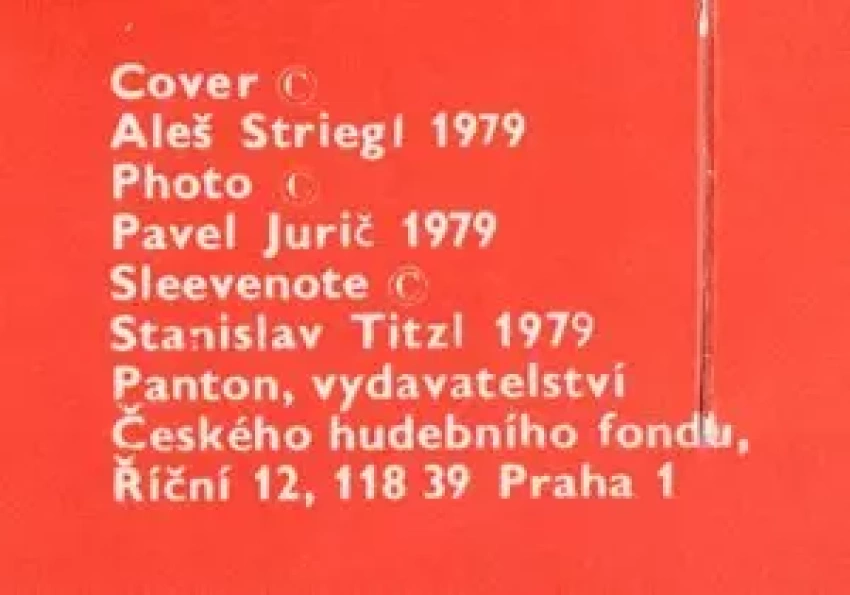 Cover ©
Aleš Striegl 1979
Photo ©
Pavel Jurič 1979
Sleevenote ©
Stanislav Titzl 1979
Panton, vydavatelství
Českého hudebního fondu,
Říční 12, 118 39 Praha 1